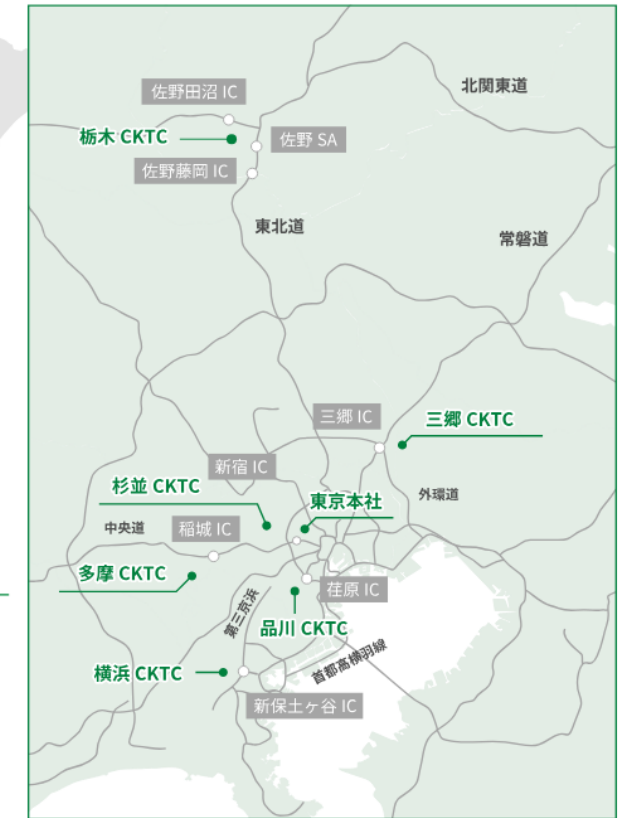 佐野田沼 IC
北関東道
栃木 CKTC
佐野 SA
佐野藤岡 IC
東北道
常磐道
三郷 IC
三郷 CKTC
新宿 IC
杉並 CKTC
東京本社
外環道
中央道
稲城 IC
多摩 CKTC
荏原 IC
第三京浜
品川 CKTC
首都高横羽線
横浜 CKTC
新保土ヶ谷 IC